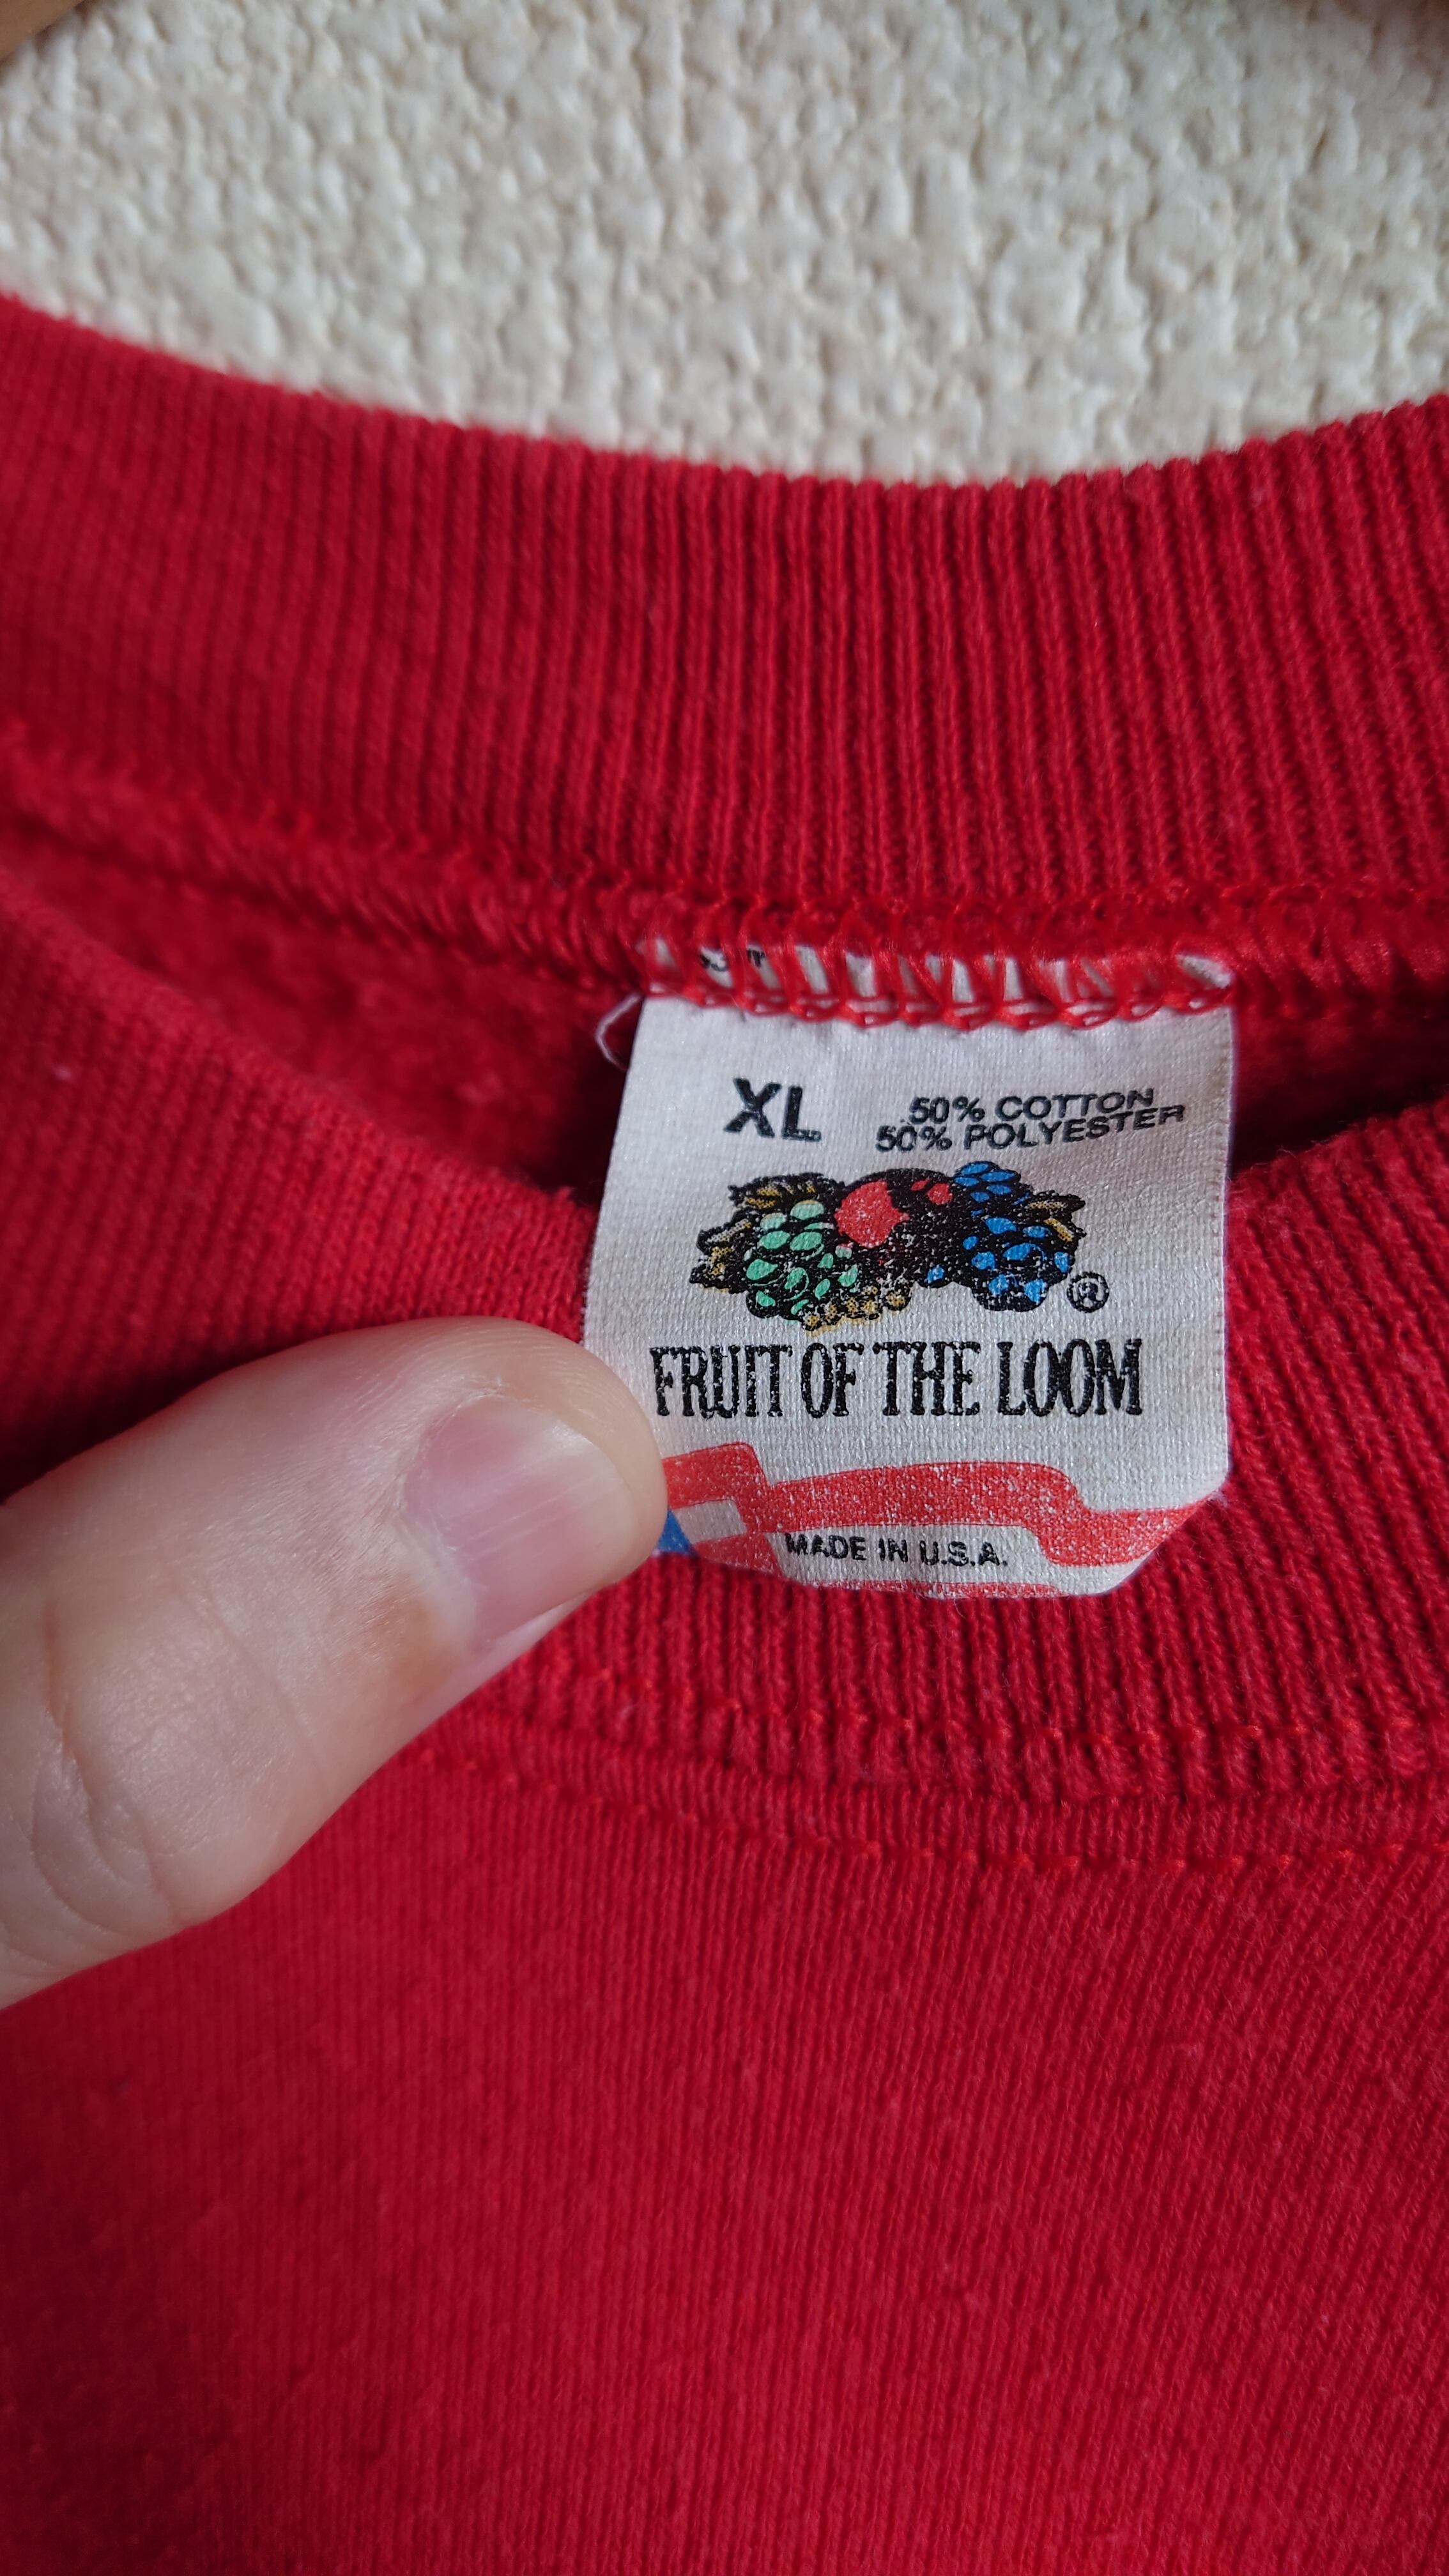 XL
50% COTTON
50% POLYESTER
®
FRUIT OF THE LOOM
MADE IN U.S.A.